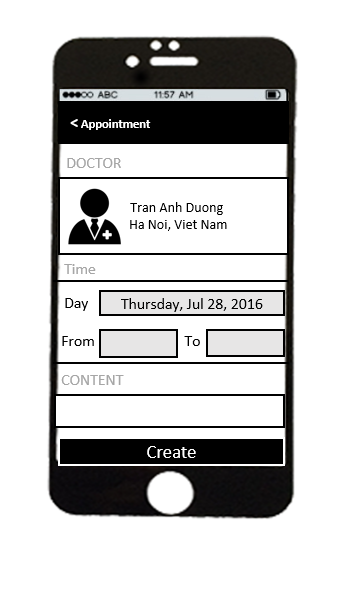 ABC 11:57 AM
< Appointment
DOCTOR
Tran Anh Duong
Ha Noi, Viet Nam
Time
Day Thursday, Jul 28, 2016
From To
CONTENT
Create